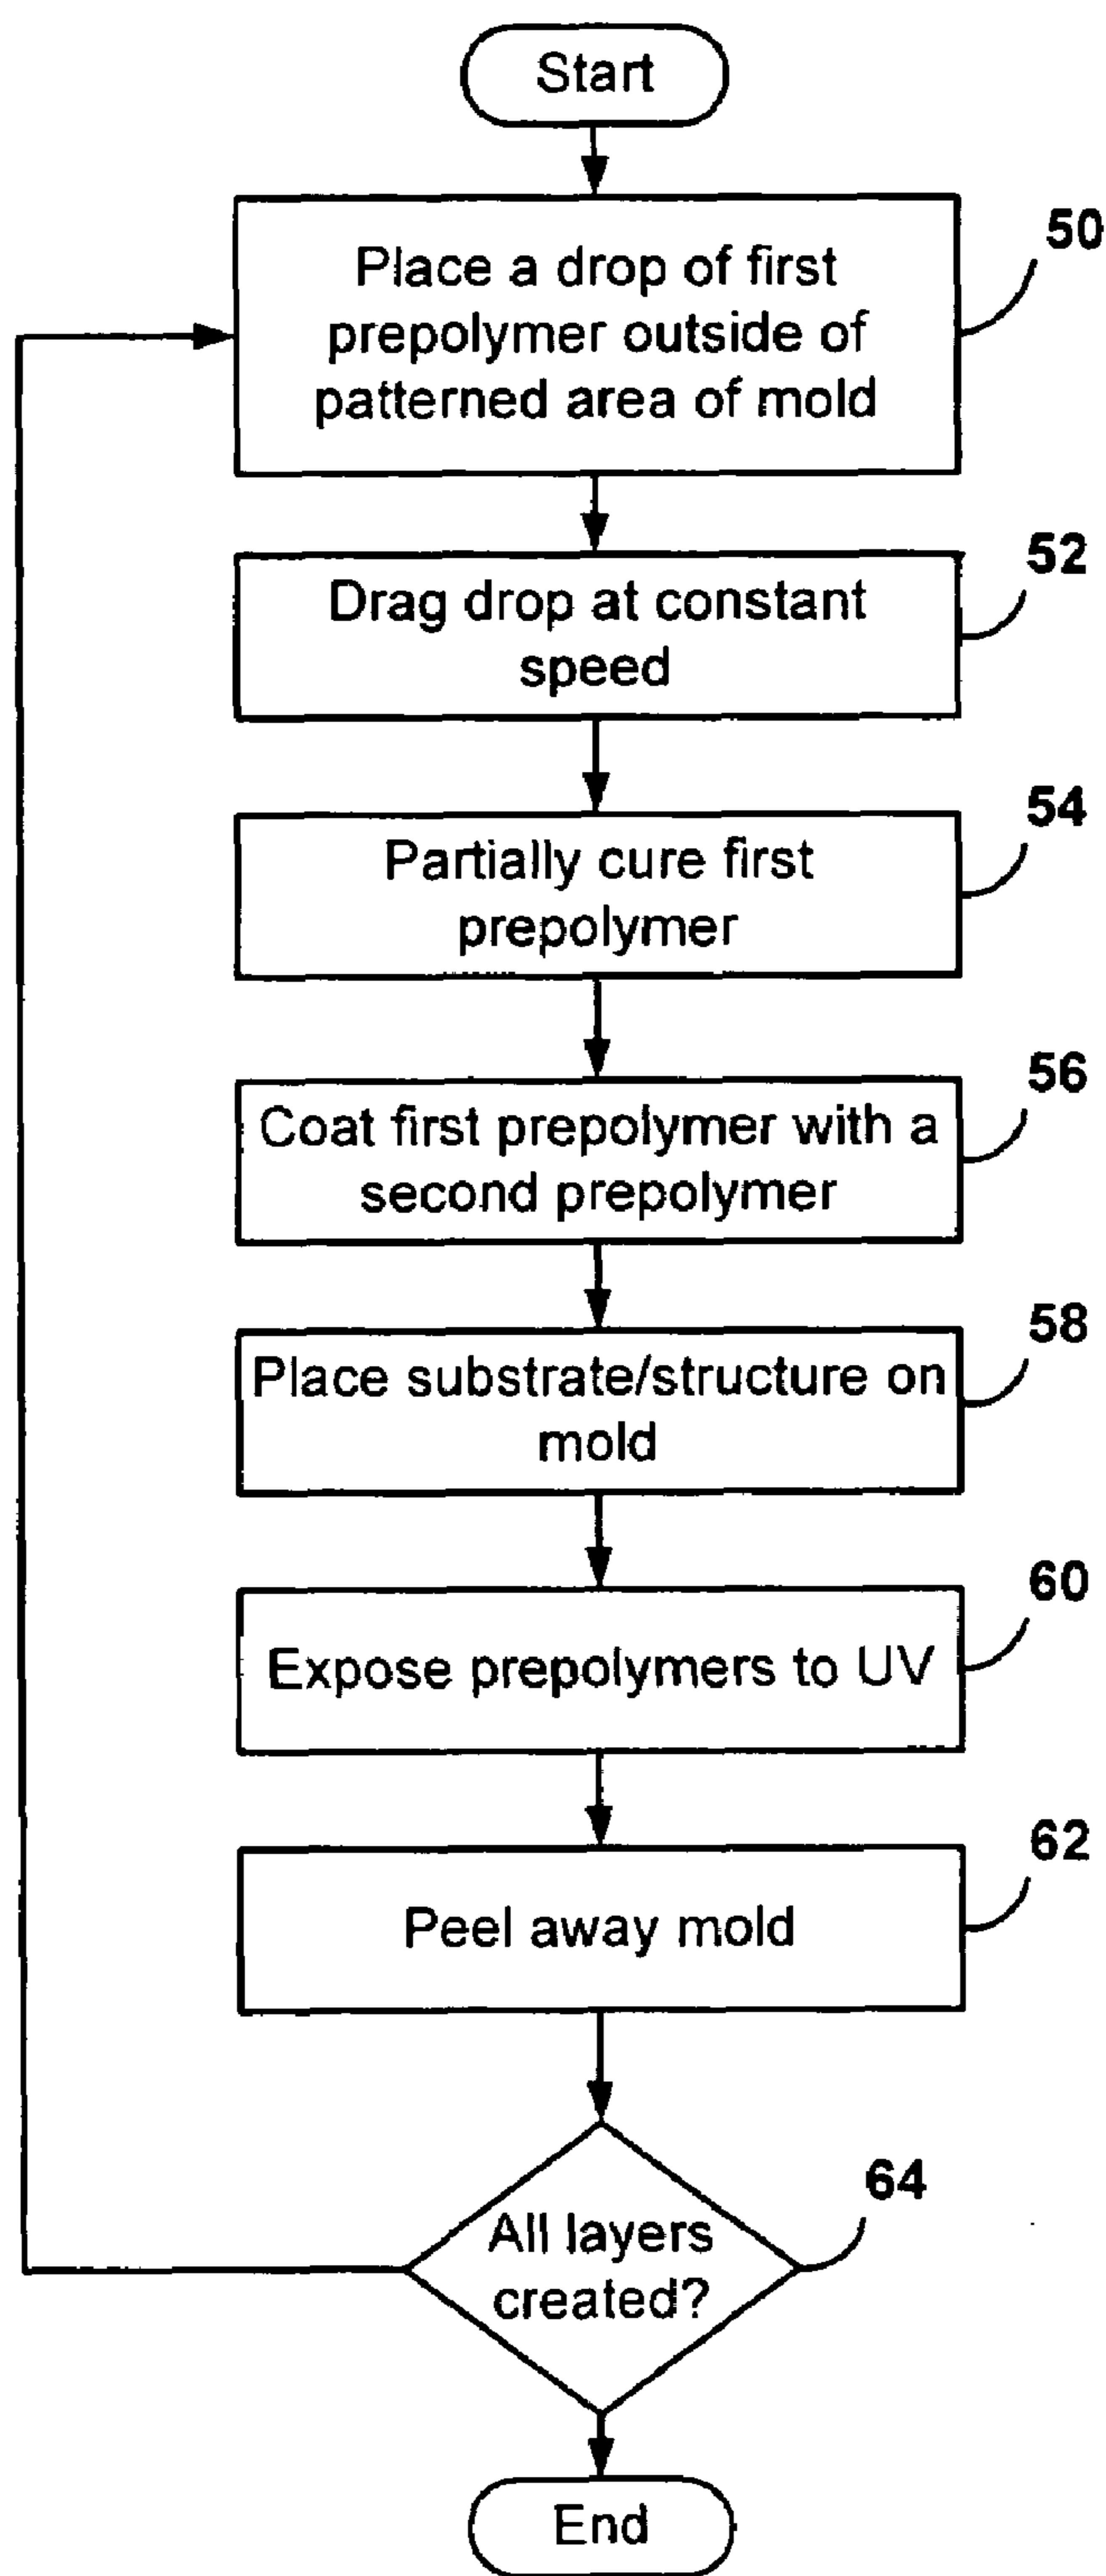 Start
50
Place a drop of first
prepolymer outside of
patterned area of mold
52
Drag drop at constant
speed
54
Partially cure first
prepolymer
56
Coat first prepolymer with a
second prepolymer
58
Place substrate/structure on
mold
60
Expose prepolymers to UV
62
Peel away mold
64
All layers
created?
End